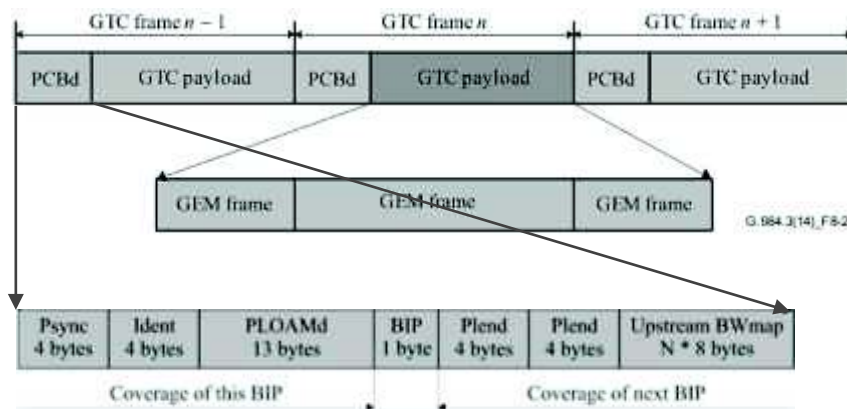 GTC frame n – 1 GTC frame n GTC frame n + 1
PCBd GTC payload PCBd GTC payload PCBd GTC payload
GEM frame GEM frame GEM frame
G.984.3(14)_F8-2
Psync Ident PLOAMd BIP Plend Plend Upstream BWmap
4 bytes 4 bytes 13 bytes 1 byte 4 bytes 4 bytes N * 8 bytes
Coverage of this BIP Coverage of next BIP